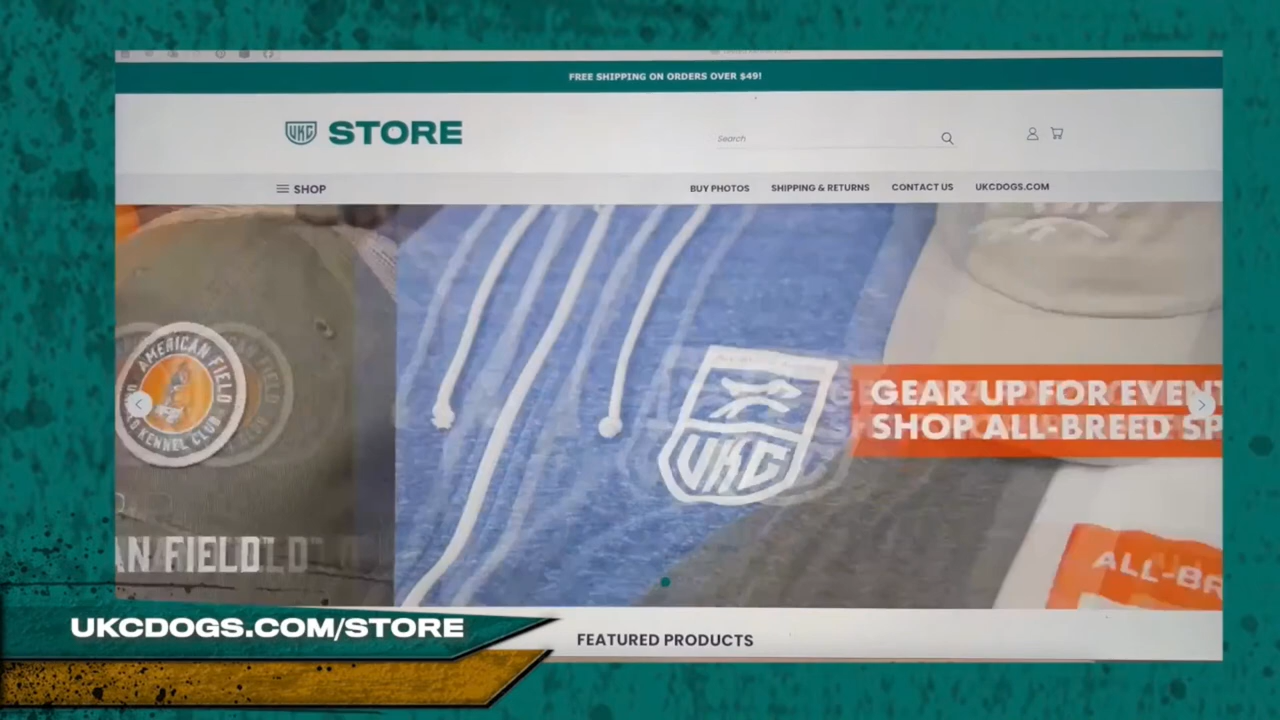 FREE SHIPPING ON ORDERS OVER $49!
UKC STORE
Search
SHOP
BUY PHOTOS
SHIPPING & RETURNS
CONTACT US
UKCDOGS.COM
AMERICAN FIELD
KENNEL CLUB
UKC
GEAR UP FOR EVENT
SHOP ALL-BREED SP
AN FIELD
ALL-BR
UKCDOGS.COM/STORE
FEATURED PRODUCTS